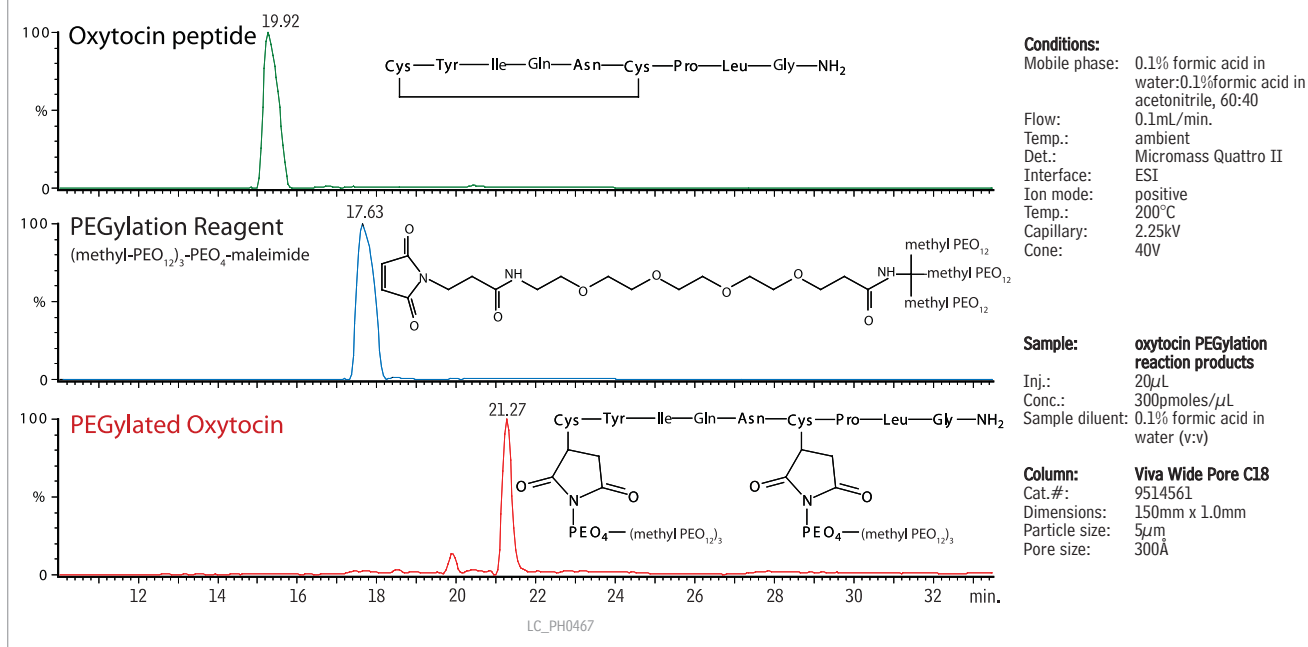 19.92
100
Oxytocin peptide
Cys—Tyr—Ile—Gln—Asn—Cys—Pro—Leu—Gly—NH2
%
0
17.63
100
PEGylation Reagent
(methyl-PEO12)3-PEO4-maleimide
O
N
O
O
NH
O
O
O
O
O
NH
methyl PEO12
methyl PEO12
methyl PEO12
%
0
21.27
100
PEGylated Oxytocin
Cys—Tyr—Ile—Gln—Asn—Cys—Pro—Leu—Gly—NH2
O
N
O
PEO4—(methyl PEO12)3
O
N
O
PEO4—(methyl PEO12)3
%
0
12 14 16 18 20 22 24 26 28 30 32 min.
LC_PH0467
Conditions:
Mobile phase: 0.1% formic acid in
water:0.1%formic acid in
acetonitrile, 60:40
Flow: 0.1mL/min.
Temp.: ambient
Det.: Micromass Quattro II
Interface: ESI
Ion mode: positive
Temp.: 200°C
Capillary: 2.25kV
Cone: 40V
Sample: oxytocin PEGylation
reaction products
Inj.: 20µL
Conc.: 300pmoles/µL
Sample diluent: 0.1% formic acid in
water (v:v)
Column: Viva Wide Pore C18
Cat.#: 9514561
Dimensions: 150mm x 1.0mm
Particle size: 5µm
Pore size: 300Å